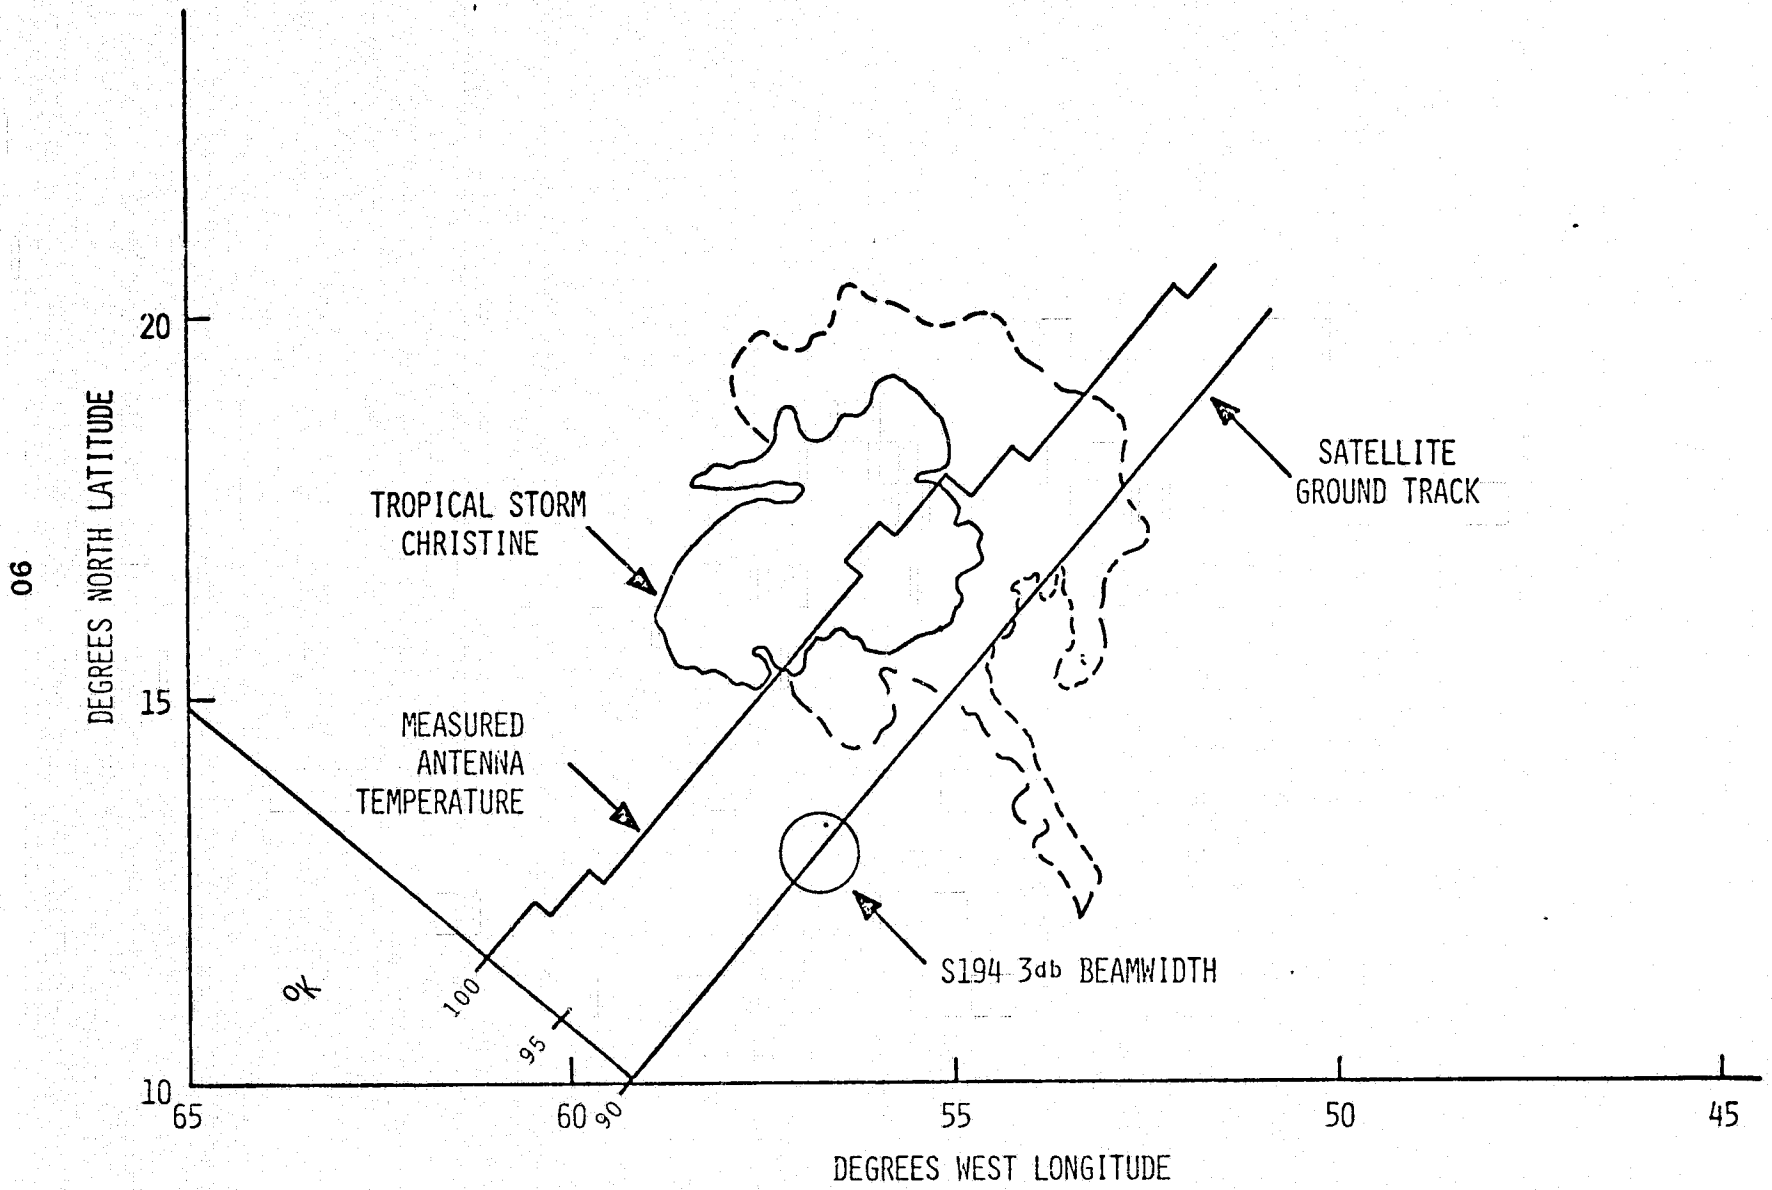 20
15
10
DEGREES NORTH LATITUDE
90
TROPICAL STORM
CHRISTINE
SATELLITE
GROUND TRACK
MEASURED
ANTENNA
TEMPERATURE
S194 3db BEAMWIDTH
°K
100
95
90
65
60
55
50
45
DEGREES WEST LONGITUDE